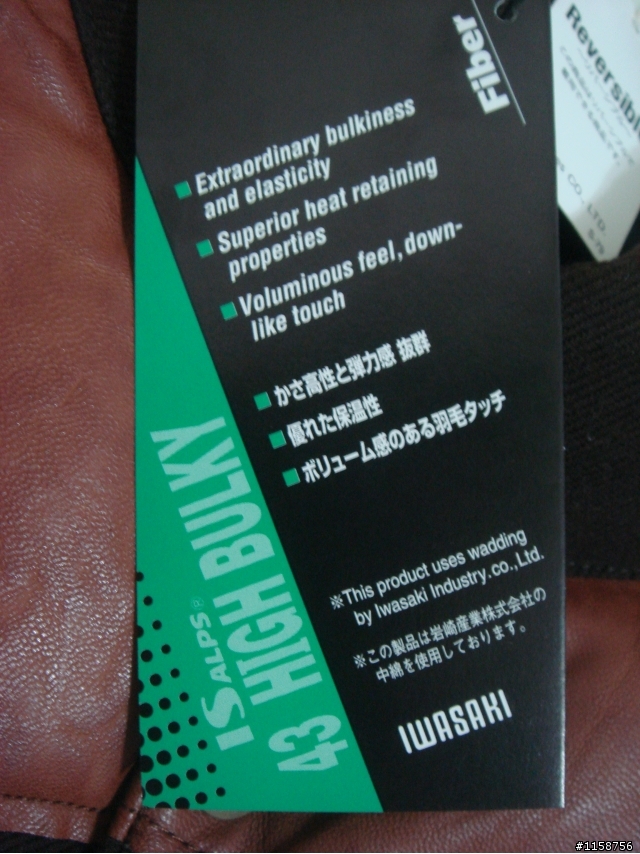 Fiber
Extraordinary bulkiness
and elasticity
Superior heat retaining
properties
Voluminous feel, down-
like touch
かさ高性と弾力感 抜群
優れた保温性
ボリューム感のある羽毛タッチ
IS ALPS®
43 HIGH BULKY
※This product uses wadding
by Iwasaki Industry.co.,Ltd.
※この製品は岩崎産業株式会社の
中綿を使用しております。
IWASAKI
Reversibl
CO., LTD.
#1158756